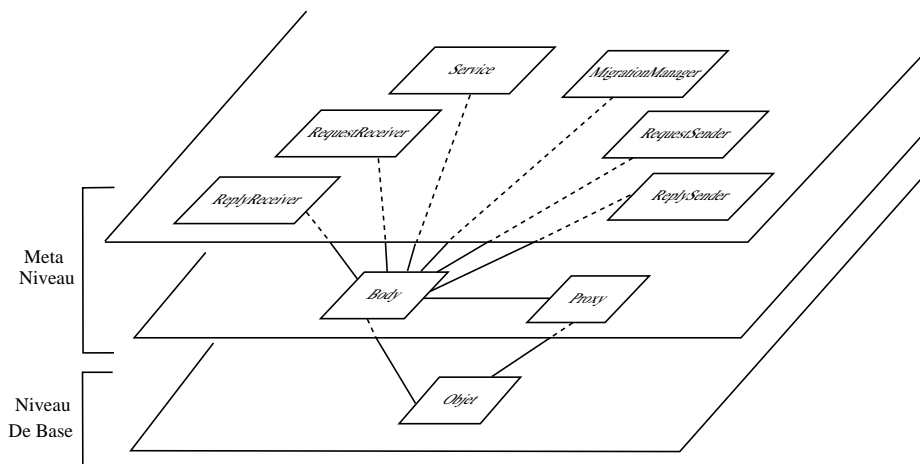 Service
MigrationManager
RequestReceiver
RequestSender
ReplyReceiver
ReplySender
Meta
Niveau
Body
Proxy
Niveau
De Base
Objet